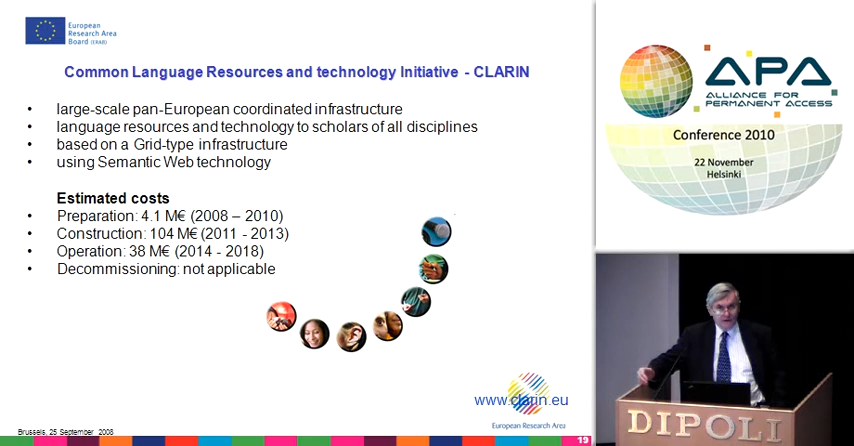 European
Research Area
Board (ERAB)
Common Language Resources and technology Initiative - CLARIN
• large-scale pan-European coordinated infrastructure
• language resources and technology to scholars of all disciplines
• based on a Grid-type infrastructure
• using Semantic Web technology
Estimated costs
• Preparation: 4.1 M€ (2008 – 2010)
• Construction: 104 M€ (2011 - 2013)
• Operation: 38 M€ (2014 - 2018)
• Decommissioning: not applicable
www.clarin.eu
European Research Area
Brussels, 25 September 2008
19
APA
ALLIANCE FOR
PERMANENT ACCESS
Conference 2010
22 November
Helsinki
DIPOLI